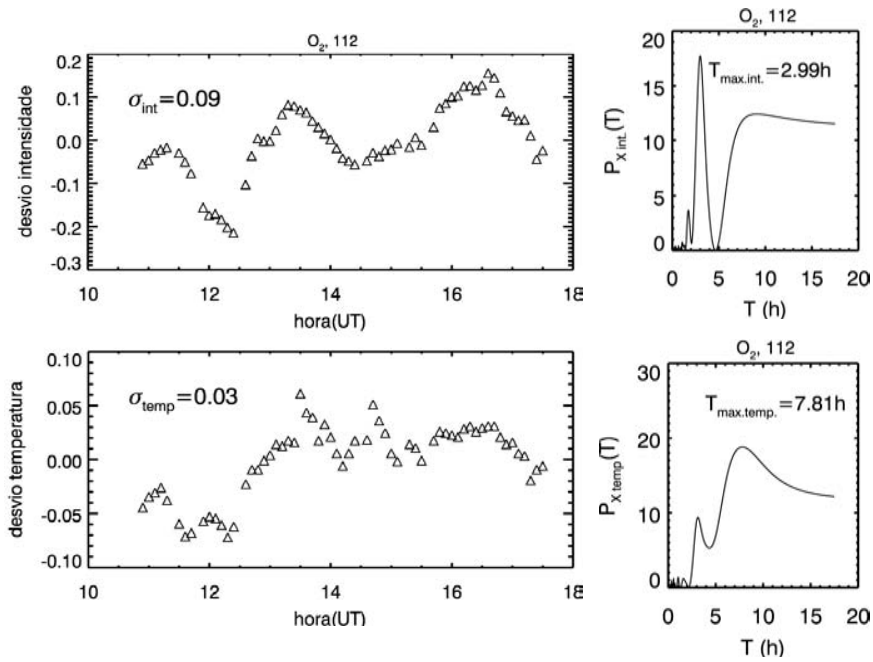 O₂, 112
0.2
0.1
0.0
-0.1
-0.2
-0.3
desvio intensidade
σint=0.09
10 12 14 16 18
hora(UT)
O₂, 112
20
15
10
5
0
PX int.(T)
Tmax.int.=2.99h
0 5 10 15 20
T (h)
0.10
0.05
0.00
-0.05
-0.10
desvio temperatura
σtemp=0.03
10 12 14 16 18
hora(UT)
O₂, 112
30
20
10
0
PX temp(T)
Tmax.temp.=7.81h
0 5 10 15 20
T (h)